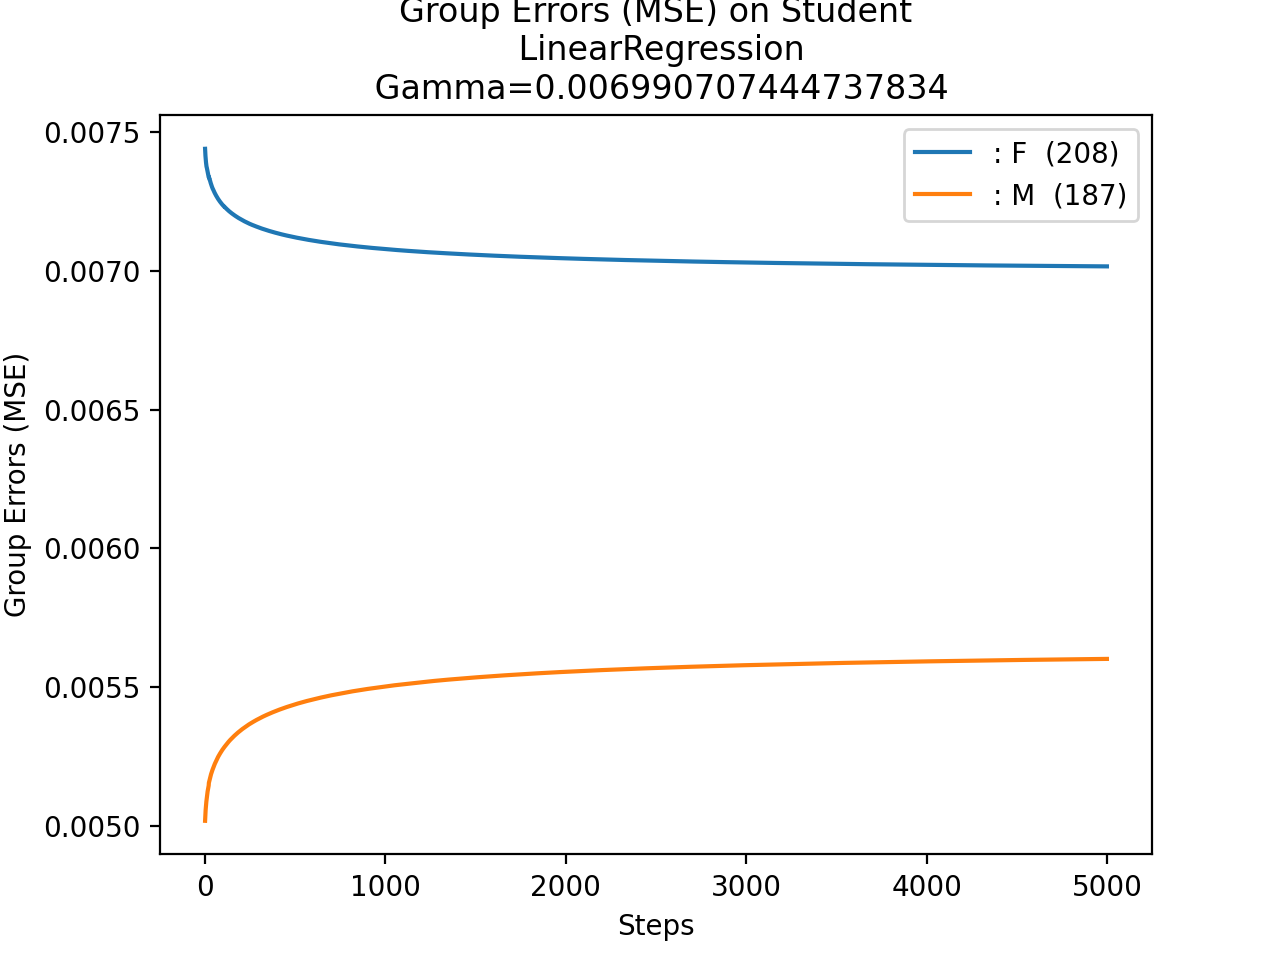 Group Errors (MSE) on Student
LinearRegression
Gamma=0.006990707444737834
: F (208)
: M (187)
Group Errors (MSE)
0.0075
0.0070
0.0065
0.0060
0.0055
0.0050
0 1000 2000 3000 4000 5000
Steps